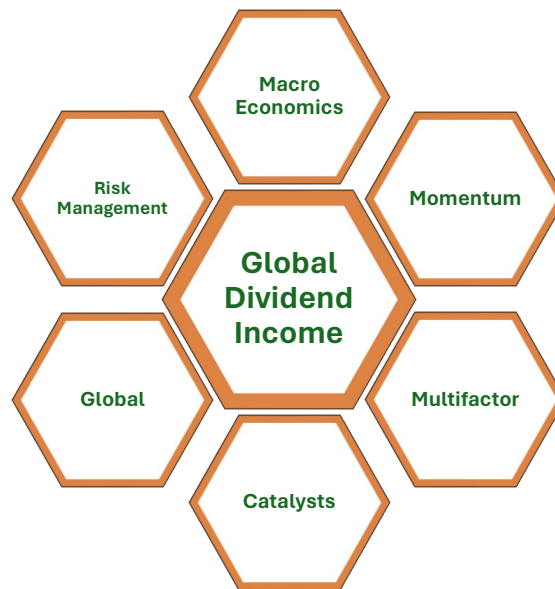 Macro
Economics
Risk
Management
Momentum
Global
Dividend
Income
Global
Multifactor
Catalysts